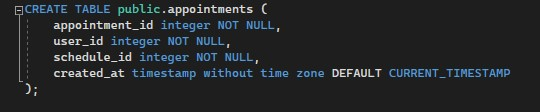 CREATE TABLE public.appointments (
    appointment_id integer NOT NULL,
    user_id integer NOT NULL,
    schedule_id integer NOT NULL,
    created_at timestamp without time zone DEFAULT CURRENT_TIMESTAMP
);